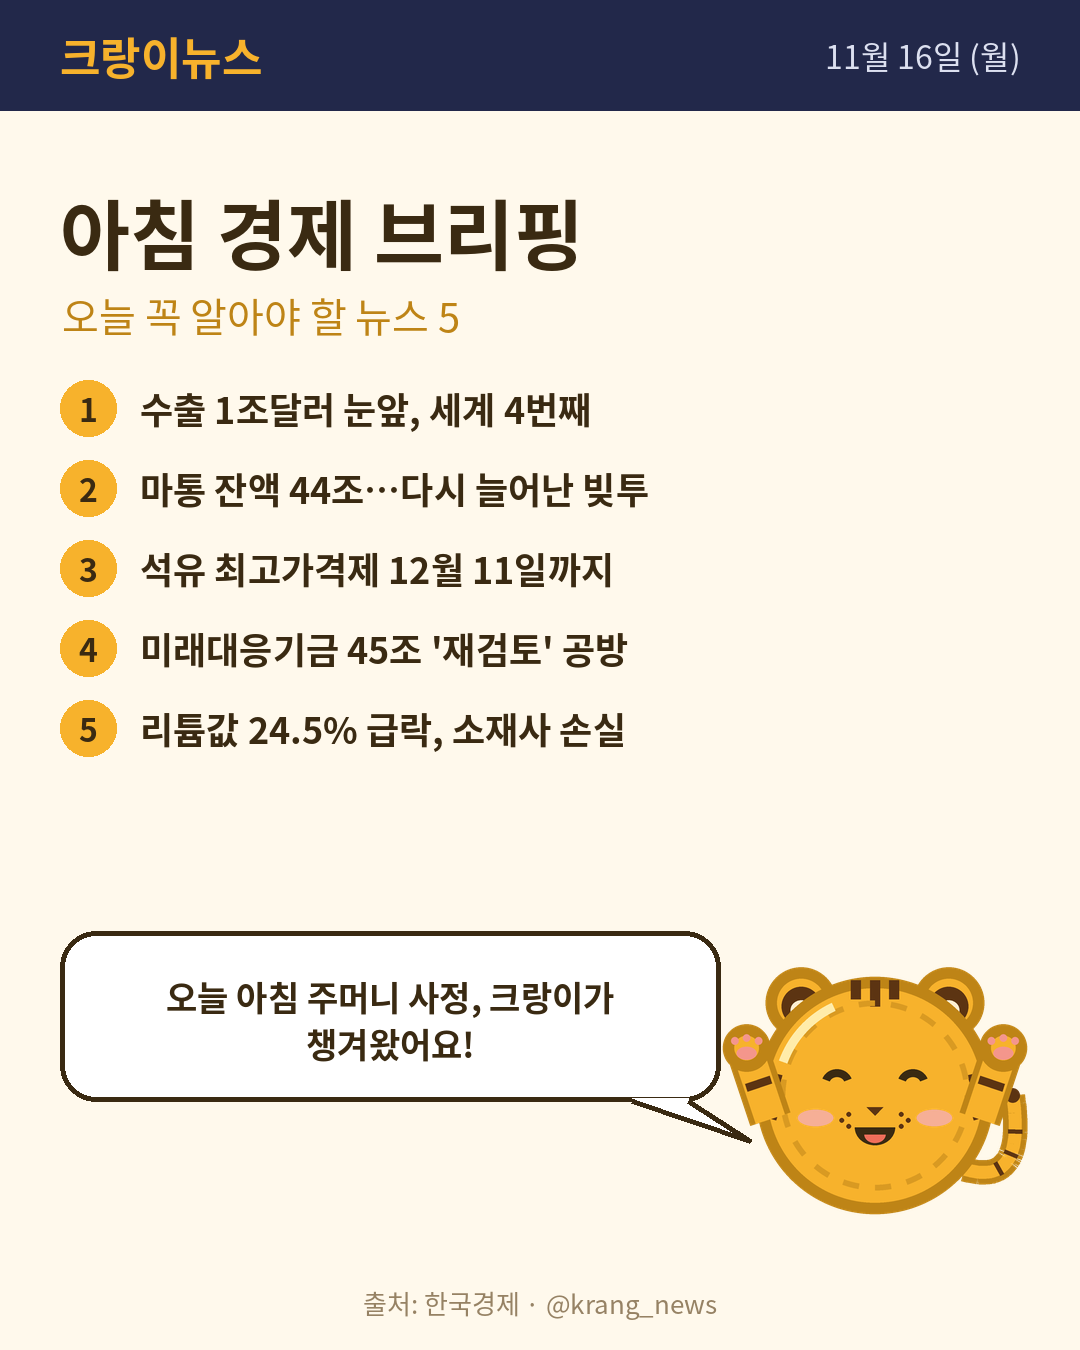 크랑이뉴스
11월 16일 (월)
아침 경제 브리핑
오늘 꼭 알아야 할 뉴스 5
1 수출 1조달러 눈앞, 세계 4번째
2 마통 잔액 44조…다시 늘어난 빚투
3 석유 최고가격제 12월 11일까지
4 미래대응기금 45조 '재검토' 공방
5 리튬값 24.5% 급락, 소재사 손실
오늘 아침 주머니 사정, 크랑이가
챙겨왔어요!
출처: 한국경제 · @krang_news